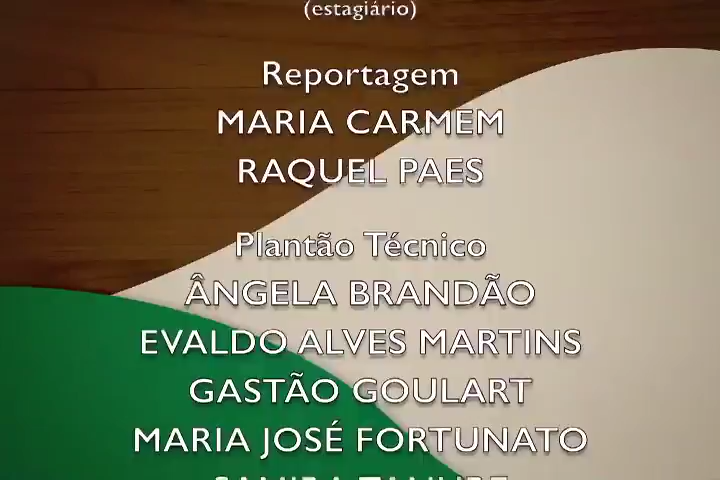 (estagiário)
Reportagem
MARIA CARMEM
RAQUEL PAES
Plantão Técnico
ÂNGELA BRANDÃO
EVALDO ALVES MARTINS
GASTÃO GOULART
MARIA JOSÉ FORTUNATO